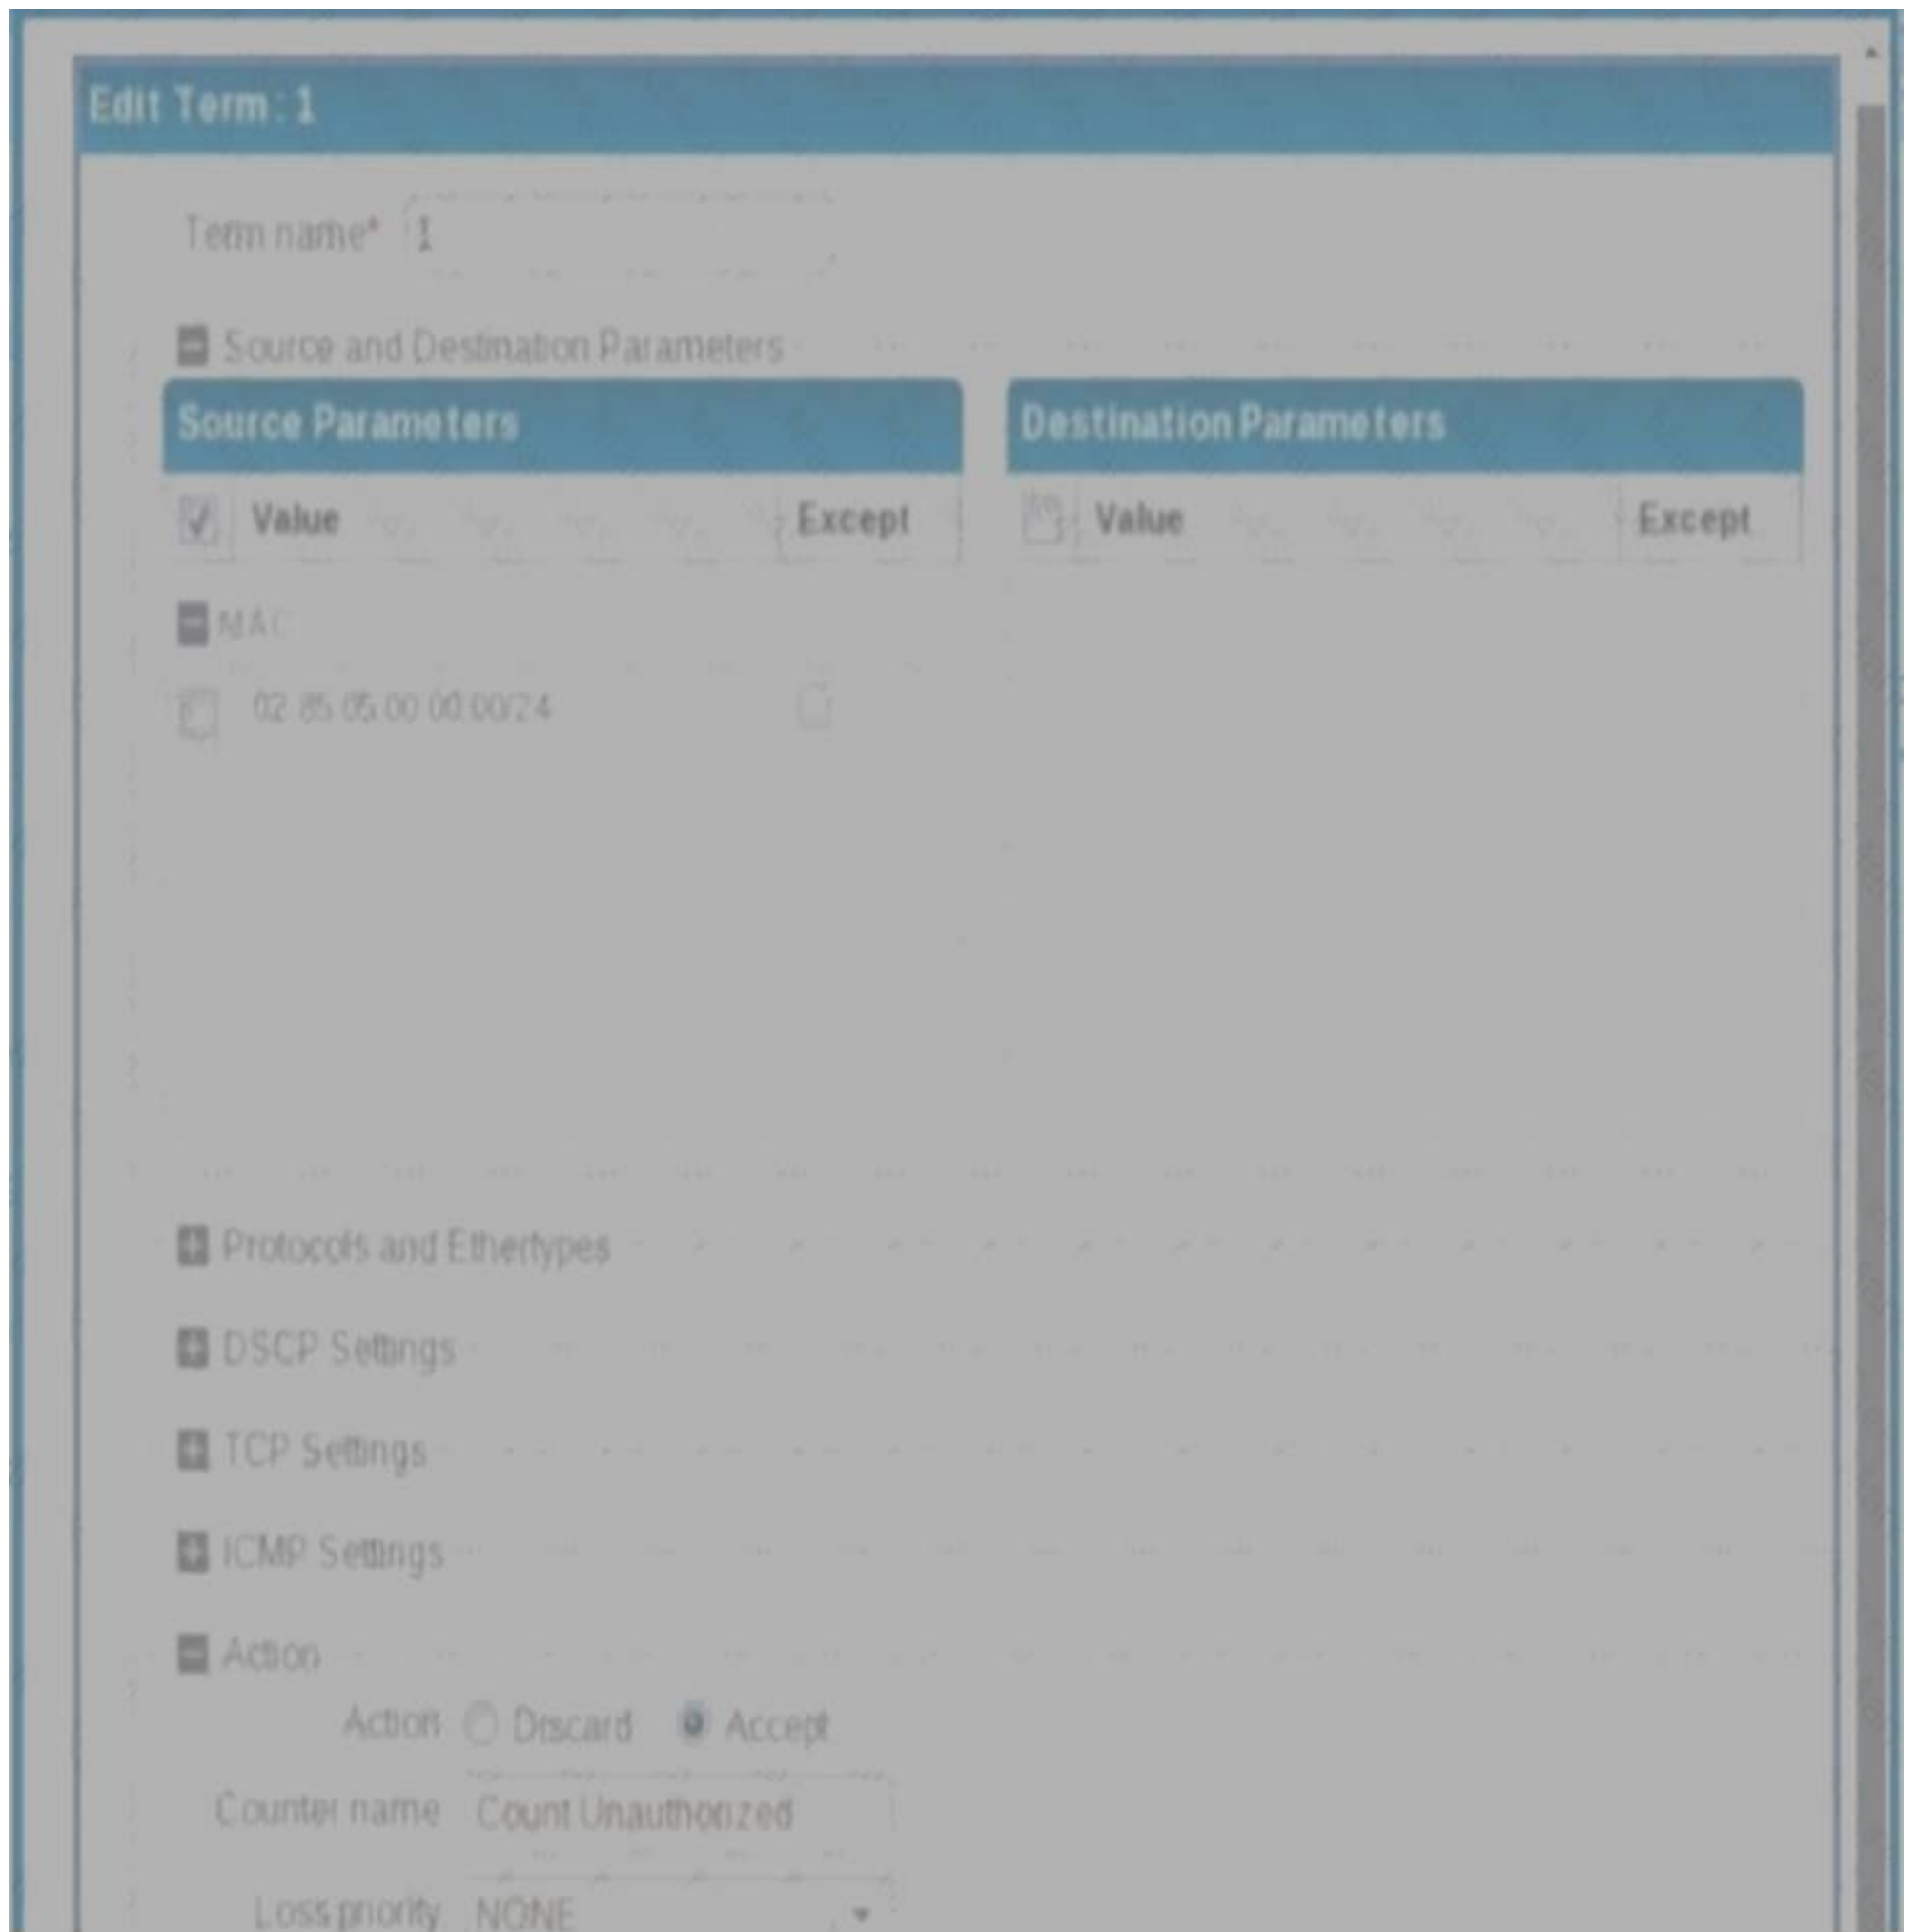 Edit Term : 1
Term name* 1
Source and Destination Parameters
Source Parameters
Destination Parameters
Value Except
Value Except
MAC
02:85:05:00:00:00/24
Protocols and Ethertypes
DSCP Settings
TCP Settings
ICMP Settings
Action
Action Discard Accept
Counter name Count Unauthorized
Loss priority NONE